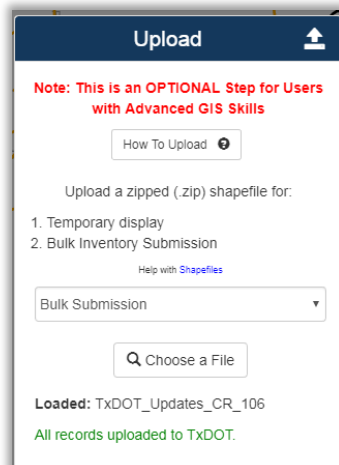 Upload
Note: This is an OPTIONAL Step for Users
with Advanced GIS Skills
How To Upload
Upload a zipped (.zip) shapefile for:
1. Temporary display
2. Bulk Inventory Submission
Help with Shapefiles
Bulk Submission
Choose a File
Loaded: TxDOT_Updates_CR_106
All records uploaded to TxDOT.